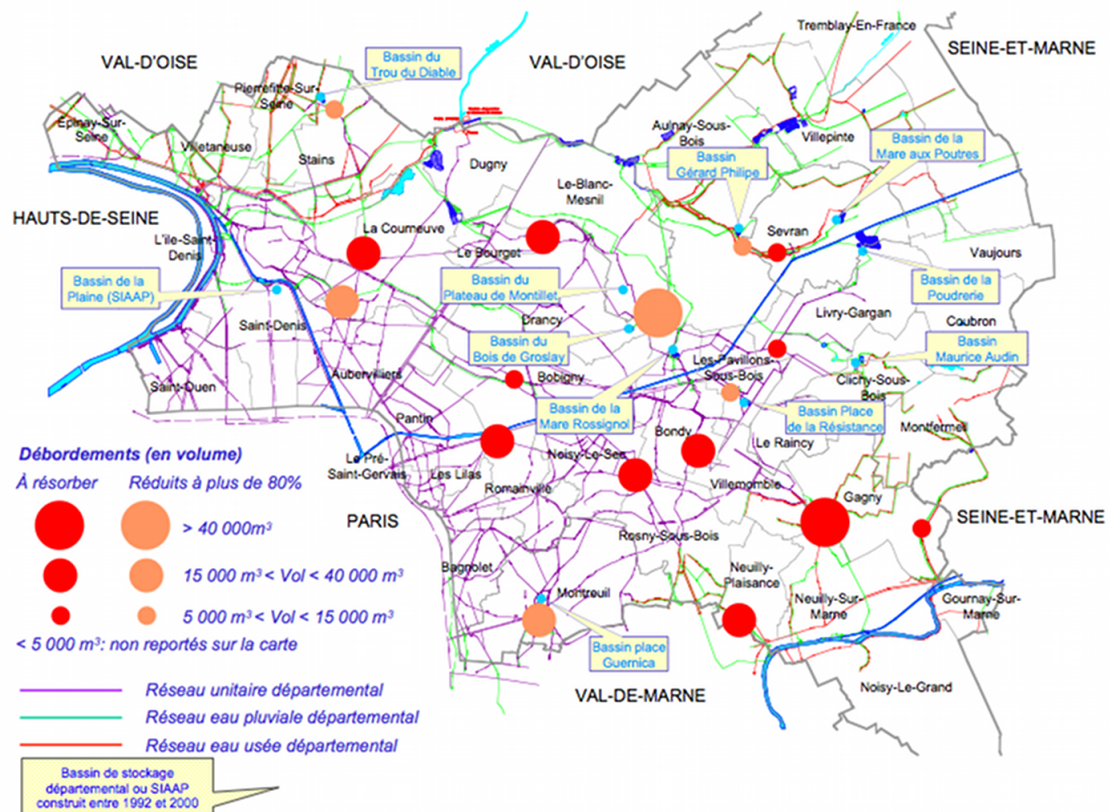 Tremblay-En-France
SEINE-ET-MARNE
VAL-D'OISE
VAL-D'OISE
Bassin du
Trou du Diable
Pierrefitte-Sur-
Seine
Epinay-Sur-
Seine
Villetaneuse
Stains
Dugny
Aulnay-Sous-
Bois
Villepinte
Bassin de la
Mare aux Poutres
Bassin
Gérard Philipe
Le-Blanc-
Mesnil
HAUTS-DE-SEINE
L'île-Saint-
Denis
La Courneuve
Le Bourget
Sevran
Vaujours
Bassin de la
Plaine (SIAAP)
Bassin du
Plateau de Montillet
Bassin de la
Poudrerie
Saint-Denis
Drancy
Livry-Gargan
Coubron
Bassin du
Bois de Groslay
Bassin
Maurice Audin
Les-Pavillons-
Sous-Bois
Saint-Ouen
Aubervilliers
Bobigny
Clichy-Sous-
Bois
Bassin de la
Mare Rossignol
Bassin Place
de la Résistance
Pantin
Bondy
Le Raincy
Montfermeil
Le Pré-
Saint-Gervais
Les Lilas
Noisy-Le-Sec
Romainville
Villemomble
Gagny
PARIS
SEINE-ET-MARNE
Rosny-Sous-Bois
Bagnolet
Neuilly-
Plaisance
Montreuil
Neuilly-Sur-
Marne
Gournay-Sur-
Marne
Bassin place
Guernica
VAL-DE-MARNE
Noisy-Le-Grand
Débordements (en volume)
À résorber Réduits à plus de 80%
> 40 000m³
15 000 m³ < Vol < 40 000 m³
5 000 m³ < Vol < 15 000 m³
< 5 000 m³: non reportés sur la carte
Réseau unitaire départemental
Réseau eau pluviale départemental
Réseau eau usée départemental
Bassin de stockage
départemental ou SIAAP
construit entre 1992 et 2000